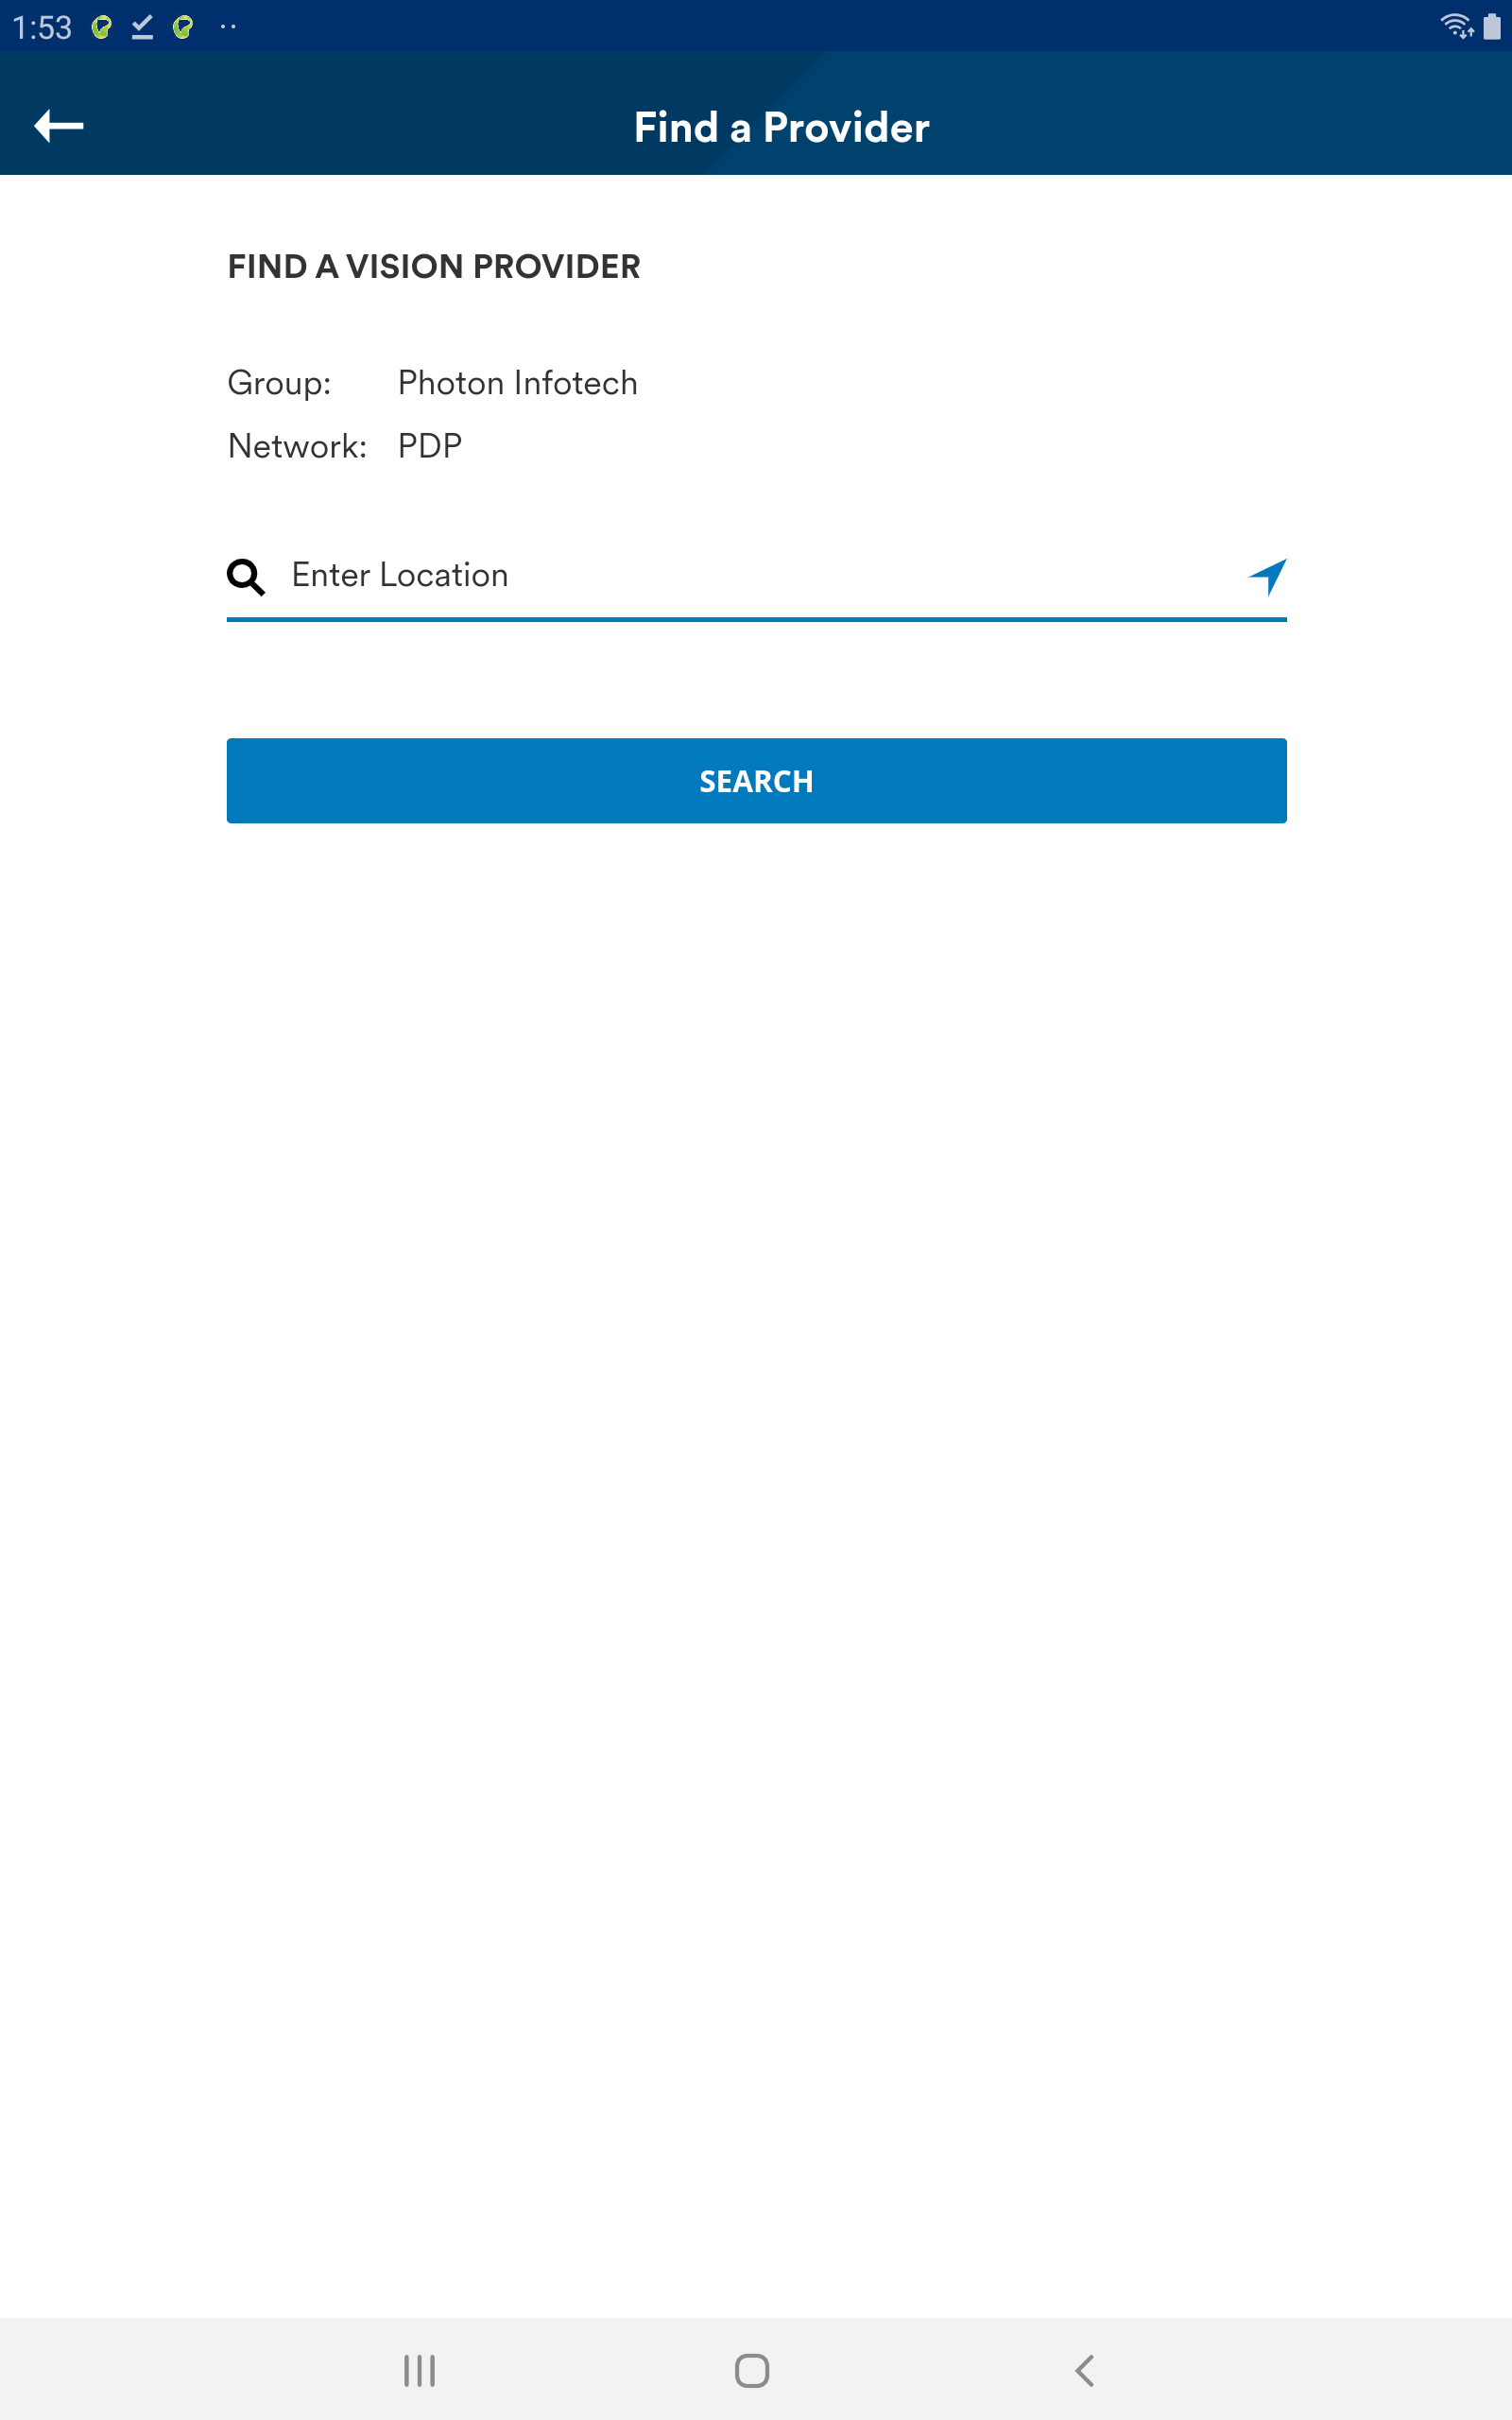 1:53
Find a Provider
FIND A VISION PROVIDER
Group: Photon Infotech
Network: PDP
Enter Location
SEARCH